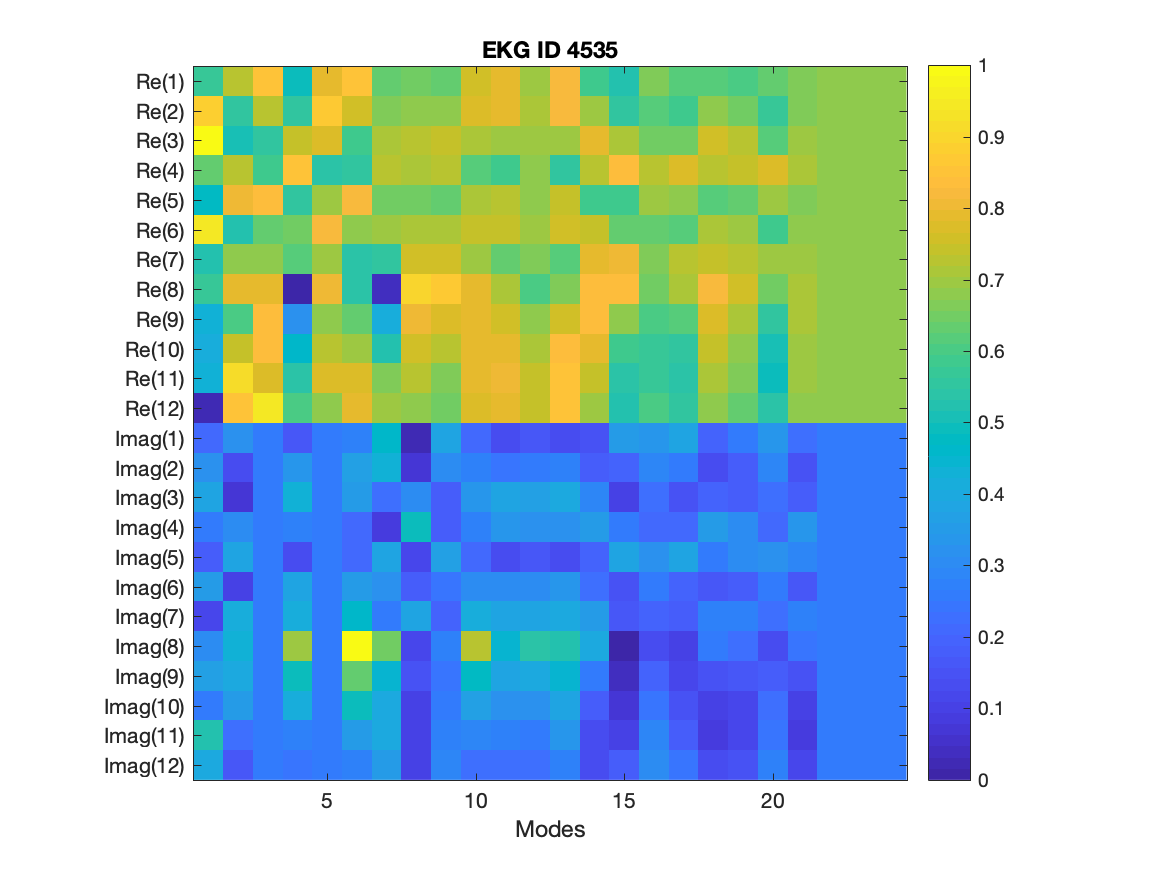 EKG ID 4535
Re(1)
Re(2)
Re(3)
Re(4)
Re(5)
Re(6)
Re(7)
Re(8)
Re(9)
Re(10)
Re(11)
Re(12)
Imag(1)
Imag(2)
Imag(3)
Imag(4)
Imag(5)
Imag(6)
Imag(7)
Imag(8)
Imag(9)
Imag(10)
Imag(11)
Imag(12)
5 10 15 20
Modes
1
0.9
0.8
0.7
0.6
0.5
0.4
0.3
0.2
0.1
0